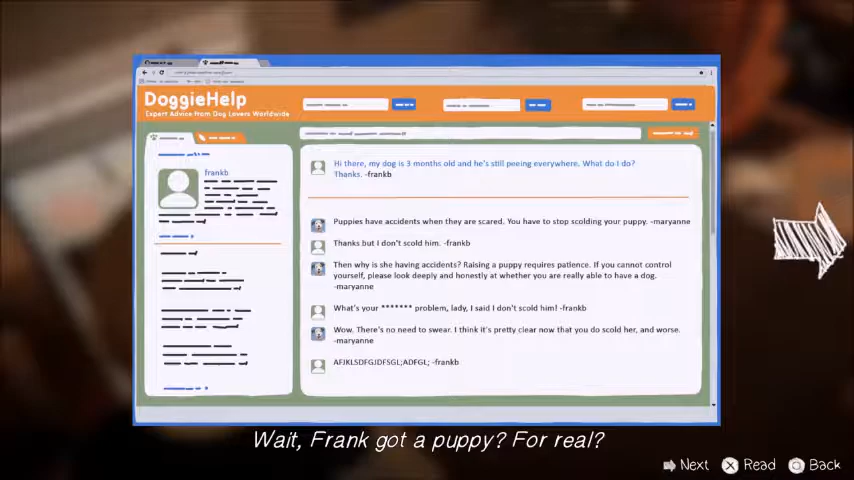 DoggieHelp
Expert Advice from Dog Lovers Worldwide
frankb
Hi there, my dog is 3 months old and he's still peeing everywhere. What do I do?
Thanks. -frankb
Puppies have accidents when they are scared. You have to stop scolding your puppy. -maryanne
Thanks but I don't scold him. -frankb
Then why is she having accidents? Raising a puppy requires patience. If you cannot control
yourself, please look deeply and honestly at whether you are really able to have a dog.
-maryanne
What's your ******* problem, lady, I said I don't scold him! -frankb
Wow. There's no need to swear. I think it's pretty clear now that you do scold her, and worse.
-maryanne
AFJKLSDFGJDFSGL;ADFGL; -frankb
Wait, Frank got a puppy? For real?
Next Read Back